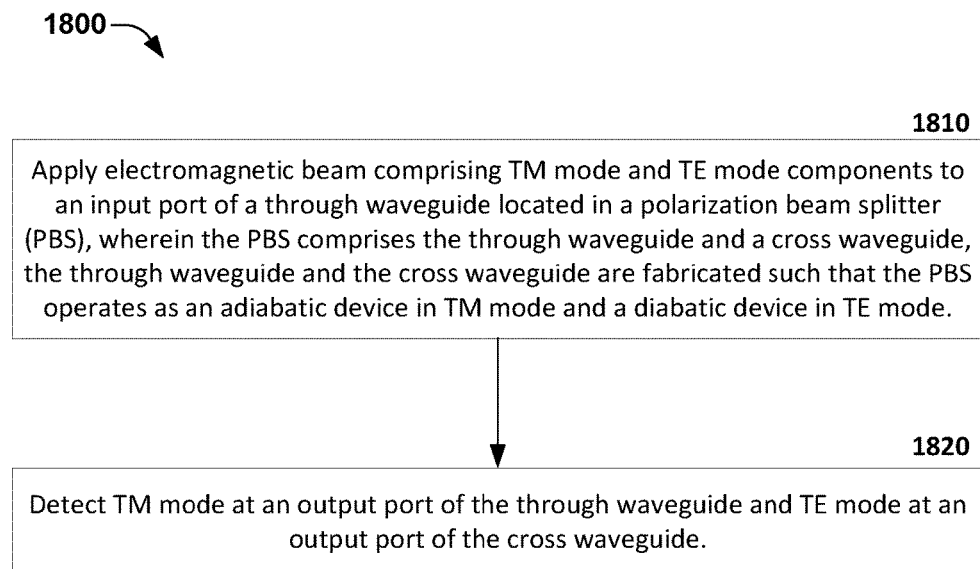 1800
1810
Apply electromagnetic beam comprising TM mode and TE mode components to
an input port of a through waveguide located in a polarization beam splitter
(PBS), wherein the PBS comprises the through waveguide and a cross waveguide,
the through waveguide and the cross waveguide are fabricated such that the PBS
operates as an adiabatic device in TM mode and a diabatic device in TE mode.
1820
Detect TM mode at an output port of the through waveguide and TE mode at an
output port of the cross waveguide.